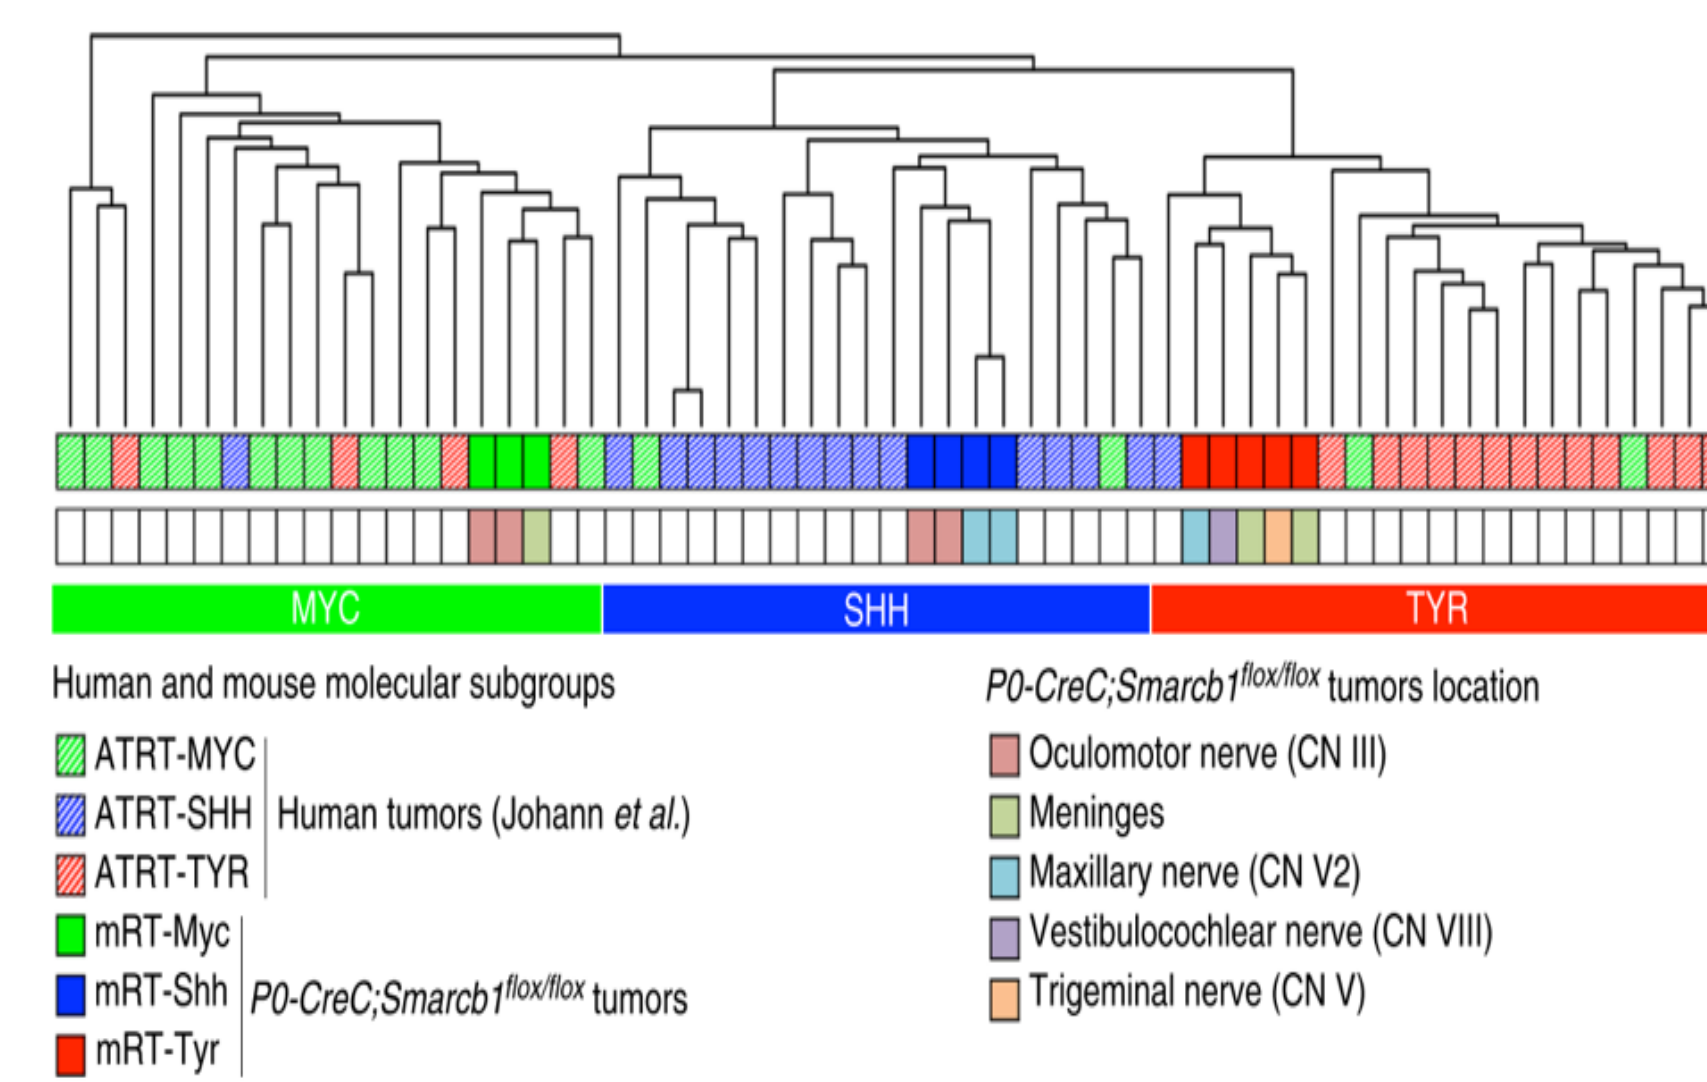 MYC SHH TYR
Human and mouse molecular subgroups
ATRT-MYC
ATRT-SHH
ATRT-TYR
Human tumors (Johann et al.)
mRT-Myc
mRT-Shh
mRT-Tyr
P0-CreC;Smarcb1flox/flox tumors
P0-CreC;Smarcb1flox/flox tumors location
Oculomotor nerve (CN III)
Meninges
Maxillary nerve (CN V2)
Vestibulocochlear nerve (CN VIII)
Trigeminal nerve (CN V)